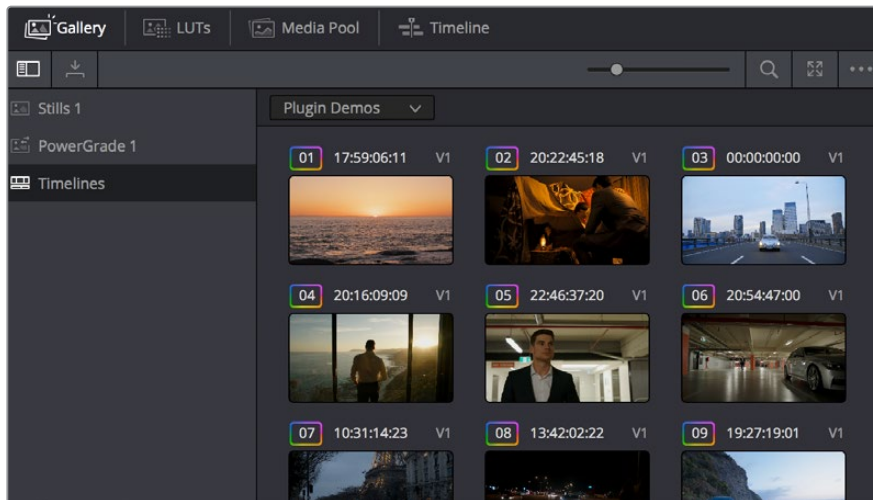 Gallery LUTs Media Pool Timeline
Stills 1
PowerGrade 1
Timelines
Plugin Demos
01 17:59:06:11 V1 02 20:22:45:18 V1 03 00:00:00:00 V1
04 20:16:09:09 V1 05 22:46:37:20 V1 06 20:54:47:00 V1
07 10:31:14:23 V1 08 13:42:02:22 V1 09 19:27:19:01 V1